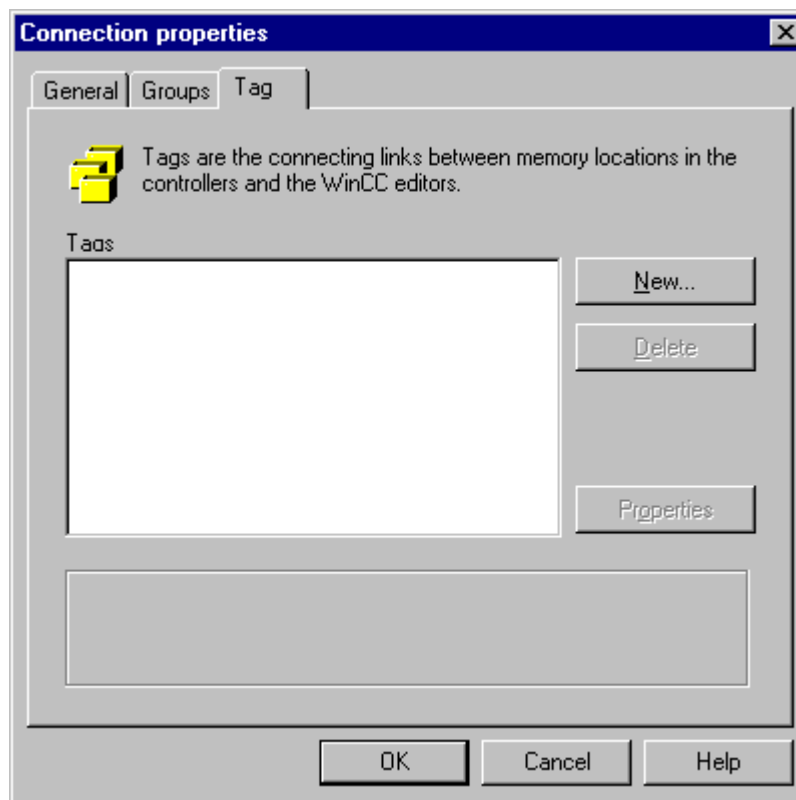 Connection properties
General Groups Tag
Tags are the connecting links between memory locations in the
controllers and the WinCC editors.
Tags
New...
Delete
Properties
OK Cancel Help